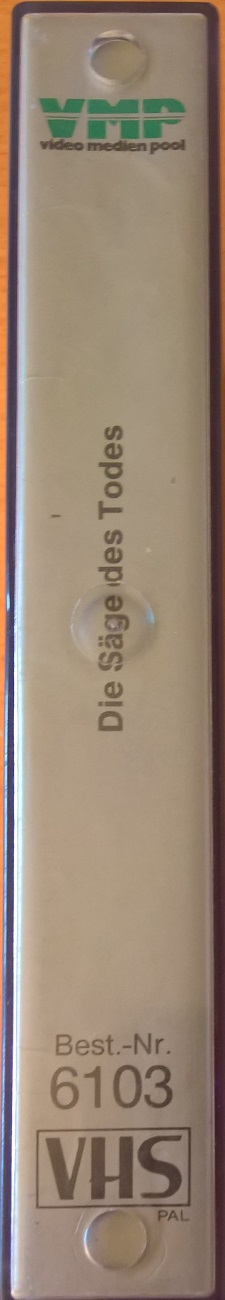 VMP
video medien pool
Die Säge des Todes
Best.-Nr.
6103
VHS
PAL